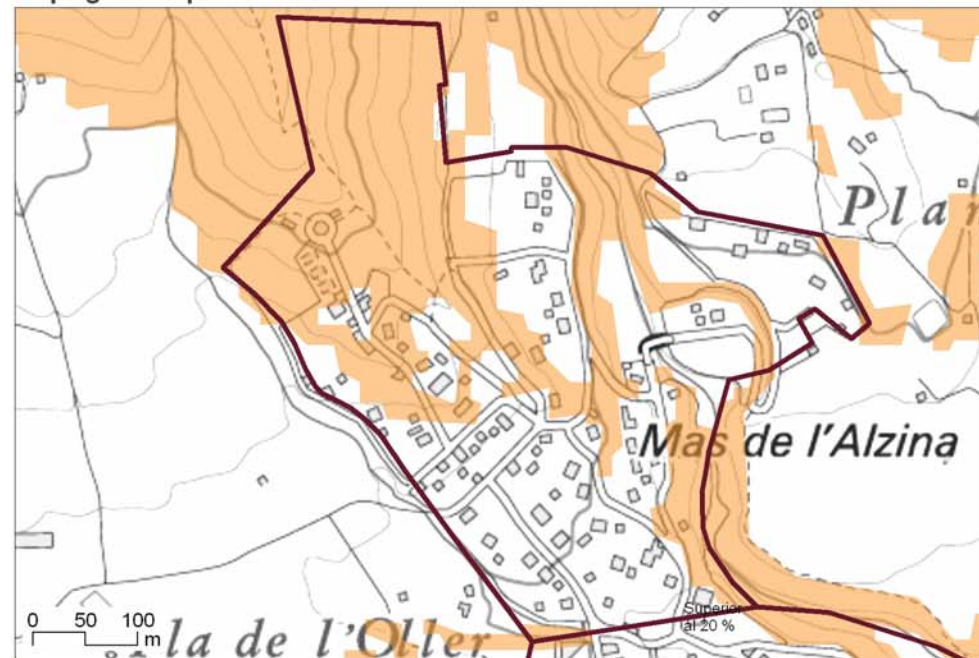 Pla
Mas de l'Alzina
0 50 100
m
Superior
al 20 %
la de l'Oller